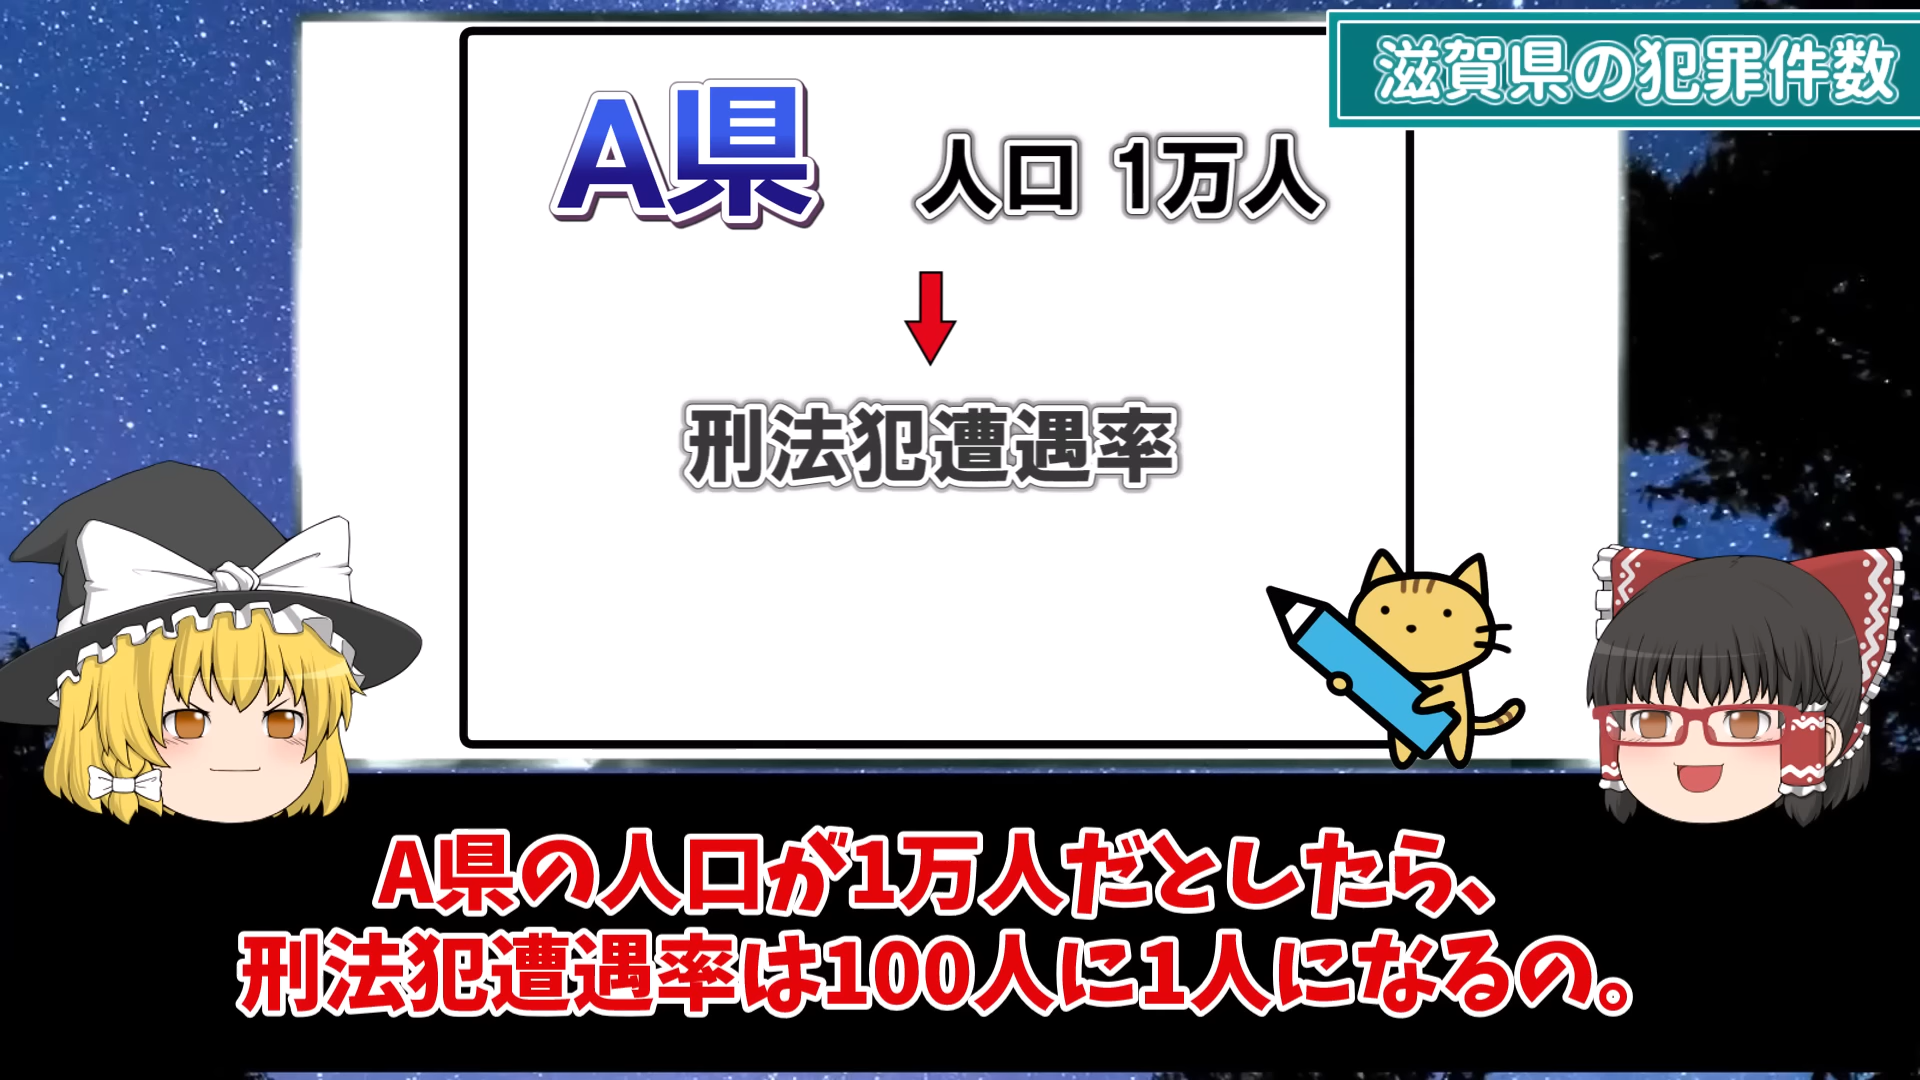 滋賀県の犯罪件数
A県 人口 1万人
刑法犯遭遇率
A県の人口が1万人だとしたら、
刑法犯遭遇率は100人に1人になるの。